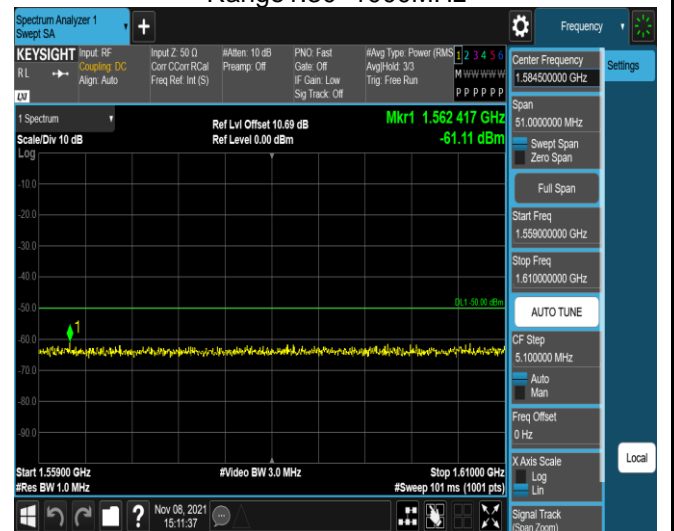 Spectrum Analyzer 1
Swept SA
Frequency
KEYSIGHT
RL
LXI
Input: RF
Coupling: DC
Align: Auto
Input Z: 50 Ω
Corr CCorr RCal
Freq Ref: Int (S)
#Atten: 10 dB
Preamp: Off
PNO: Fast
Gate: Off
IF Gain: Low
Sig Track: Off
#Avg Type: Power (RMS
Avg|Hold: 3/3
Trig: Free Run
1 2 3 4 5 6
M W W W W W
P P P P P P
1 Spectrum
Scale/Div 10 dB
Log
Ref Lvl Offset 10.69 dB
Ref Level 0.00 dBm
Mkr1 1.562 417 GHz
-61.11 dBm
-10.0
-20.0
-30.0
-40.0
-50.0
DL1 -50.00 dBm
1
-60.0
-70.0
-80.0
-90.0
Start 1.55900 GHz
#Res BW 1.0 MHz
#Video BW 3.0 MHz
Stop 1.61000 GHz
#Sweep 101 ms (1001 pts)
Center Frequency
1.584500000 GHz
Settings
Span
51.0000000 MHz
Swept Span
Zero Span
Full Span
Start Freq
1.559000000 GHz
Stop Freq
1.610000000 GHz
AUTO TUNE
CF Step
5.100000 MHz
Auto
Man
Freq Offset
0 Hz
X Axis Scale
Log
Lin
Local
Signal Track
(Span Zoom)
?
Nov 08, 2021
15:11:37